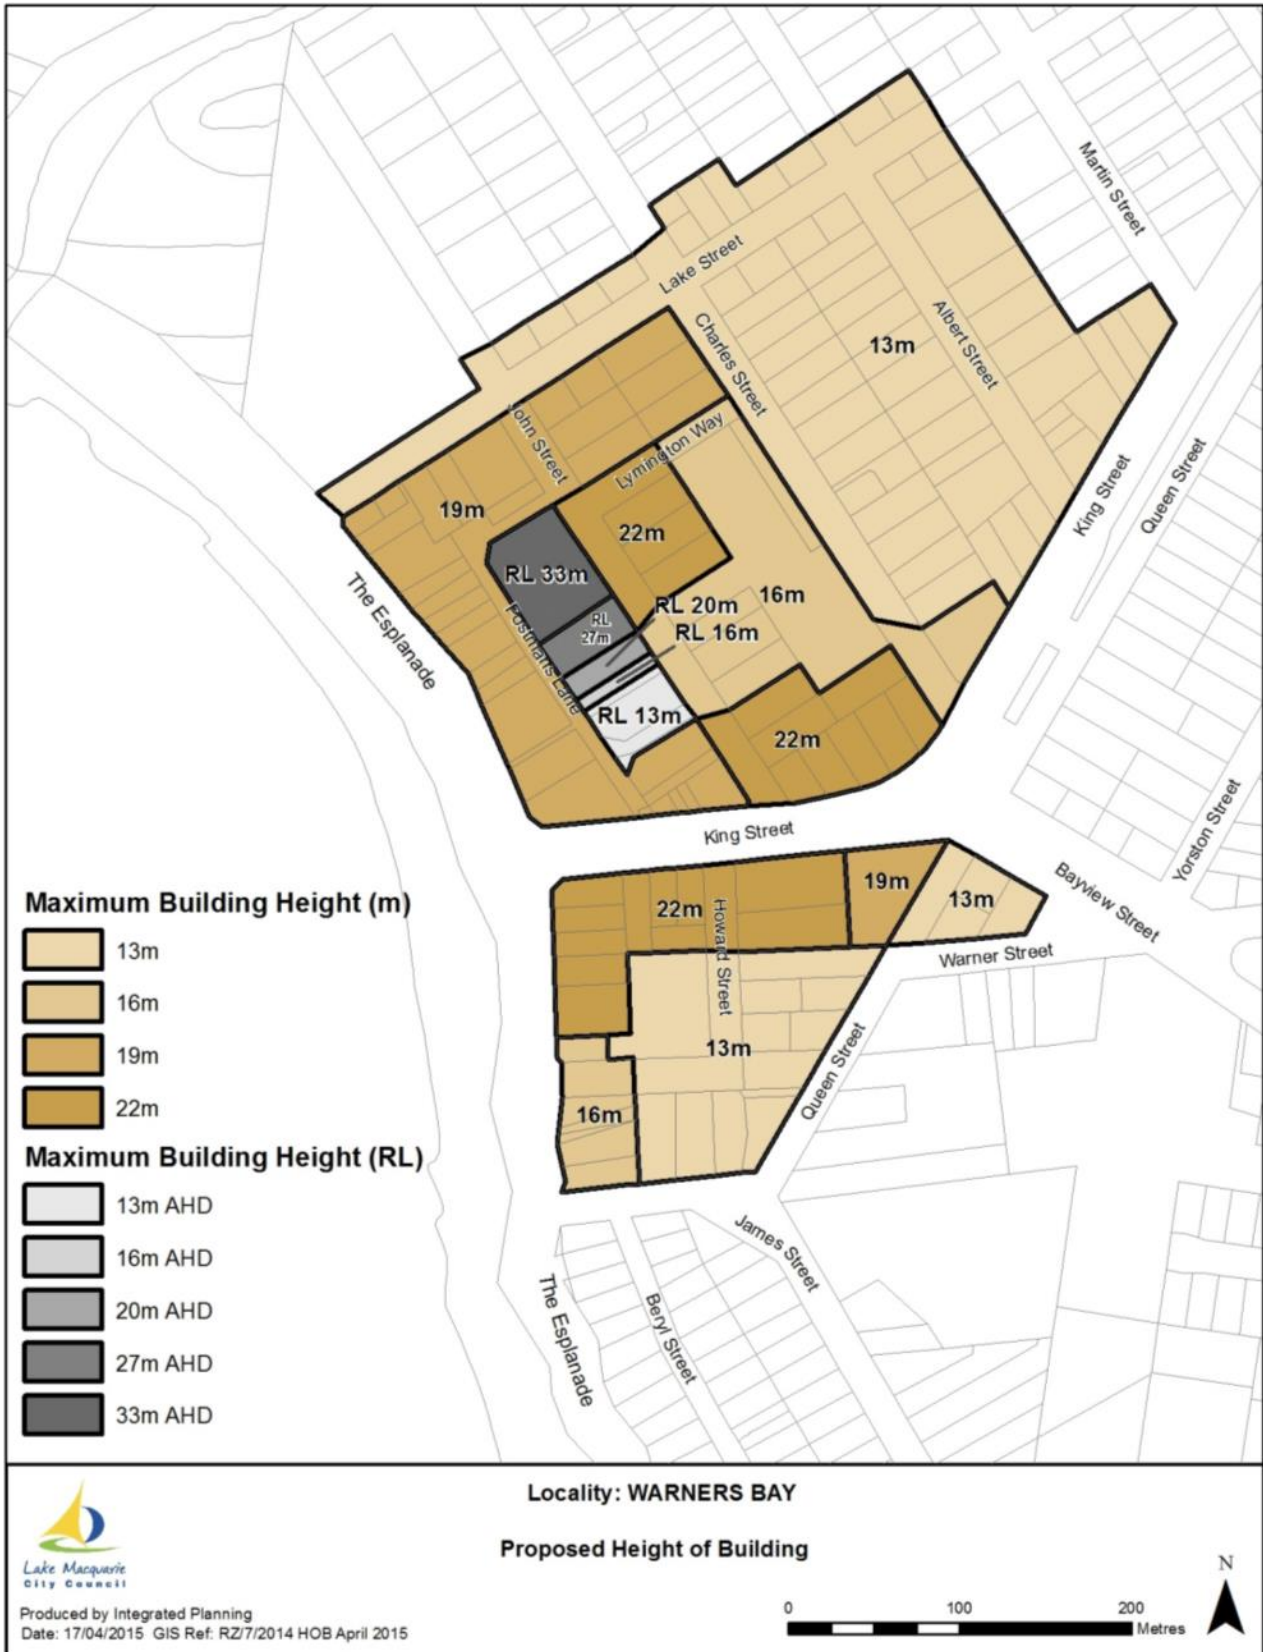 Martin Street
Lake Street
Charles Street
Albert Street
13m
John Street
Lymington Way
King Street
Queen Street
19m
22m
RL 33m
The Esplanade
Postmans Lane
RL
27m
RL 20m
RL 16m
16m
RL 13m
22m
Yorston Street
King Street
Bayview Street
22m
Howard Street
19m
13m
Warner Street
13m
Queen Street
16m
James Street
The Esplanade
Beryl Street
Maximum Building Height (m)
13m
16m
19m
22m
Maximum Building Height (RL)
13m AHD
16m AHD
20m AHD
27m AHD
33m AHD
Lake Macquarie
City Council
Produced by Integrated Planning
Date: 17/04/2015 GIS Ref: RZ/7/2014 HOB April 2015
Locality: WARNERS BAY
Proposed Height of Building
0 100 200
Metres
N